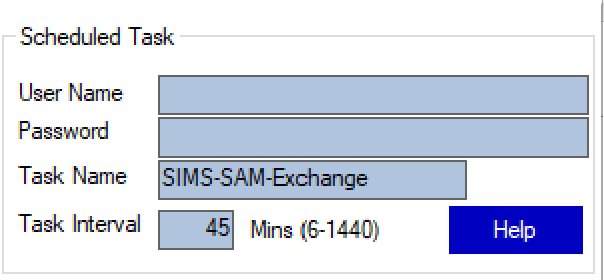 Scheduled Task
User Name
Password
Task Name SIMS-SAM-Exchange
Task Interval 45 Mins (6-1440) Help